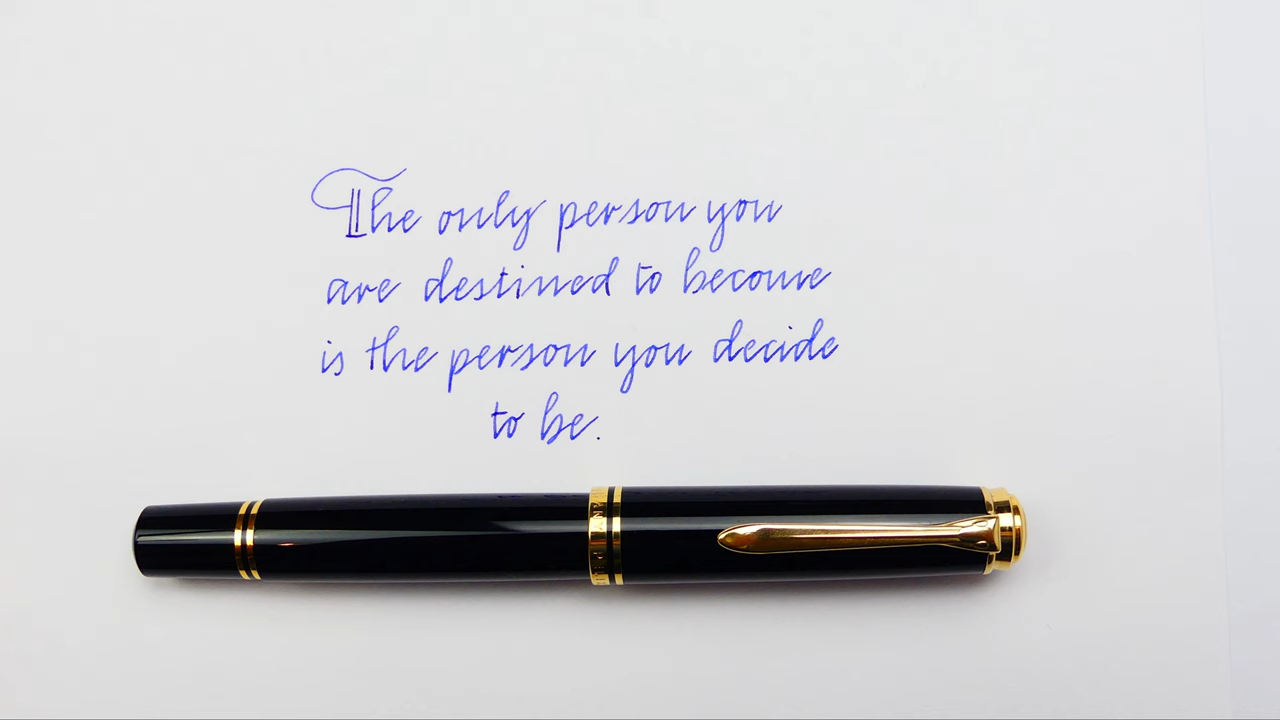 The only person you
are destined to become
is the person you decide
to be.